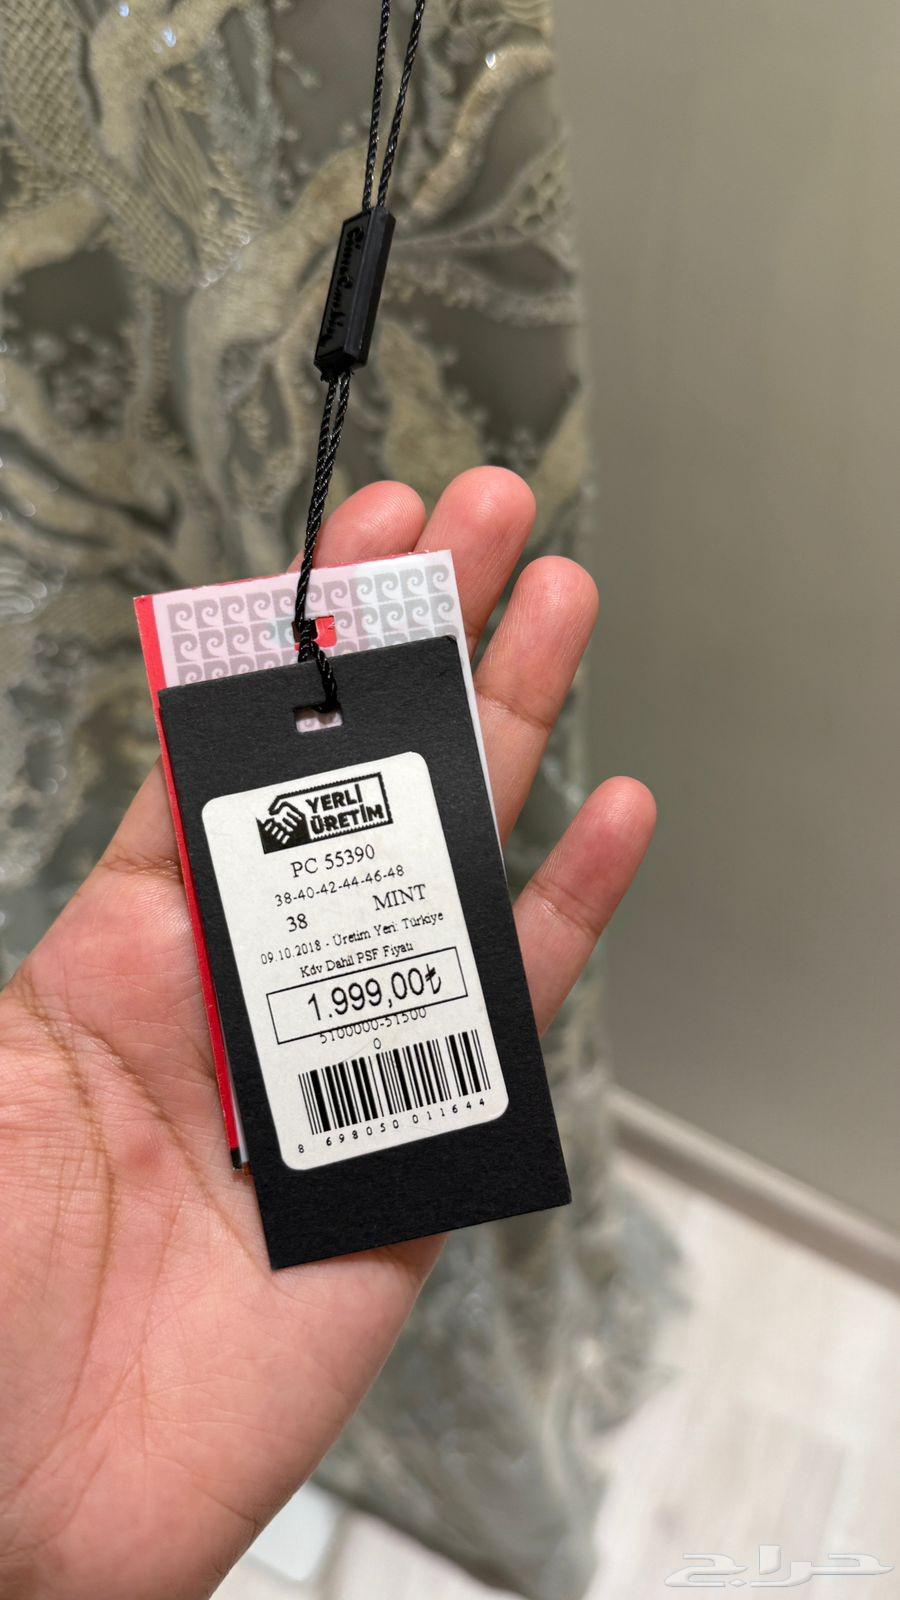 YERLİ
ÜRETİM
PC 55390
38-40-42-44-46-48
38 MINT
09.10.2018 - Üretim Yeri: Türkiye
Kdv Dahil PSF Fiyatı
1.999,00₺
5100000-51500
0
8 698050 011644
حراج